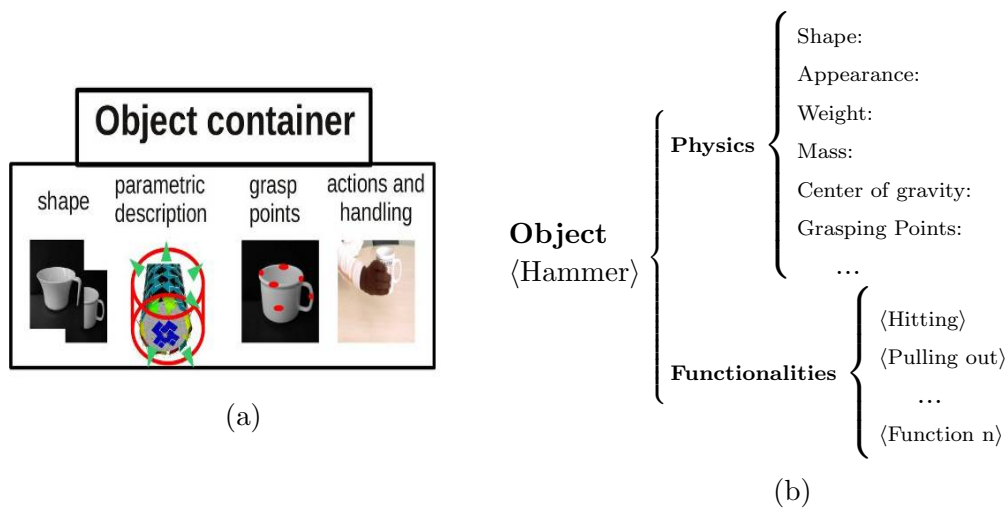 Object container
shape
parametric
description
grasp
points
actions and
handling
(a)
Object
⟨Hammer⟩
Physics
Shape:
Appearance:
Weight:
Mass:
Center of gravity:
Grasping Points:
...
Functionalities
⟨Hitting⟩
⟨Pulling out⟩
...
⟨Function n⟩
(b)